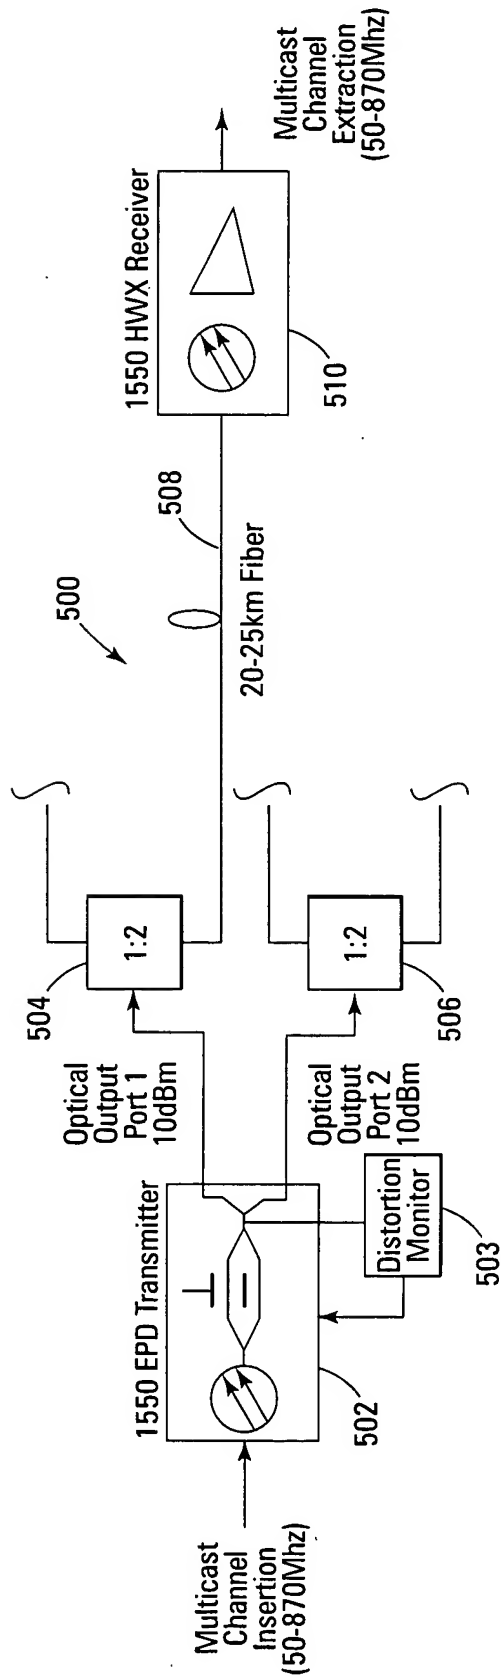 Multicast
Channel
Insertion
(50-870Mhz)
1550 EPD Transmitter
502
Distortion
Monitor
503
Optical
Output
Port 1
10dBm
Optical
Output
Port 2
10dBm
504
1:2
1:2
506
500
20-25km Fiber
508
1550 HWX Receiver
510
Multicast
Channel
Extraction
(50-870Mhz)